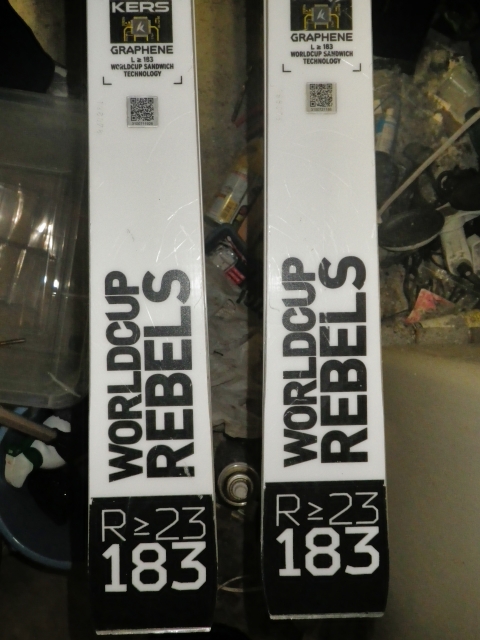 KERS
GRAPHENE
L ≥ 183
WORLDCUP SANDWICH
TECHNOLOGY
WORLDCUP
REBELS
R ≥ 23
183
GRAPHENE
L ≥ 183
WORLDCUP SANDWICH
TECHNOLOGY
WORLDCUP
REBELS
R ≥ 23
183